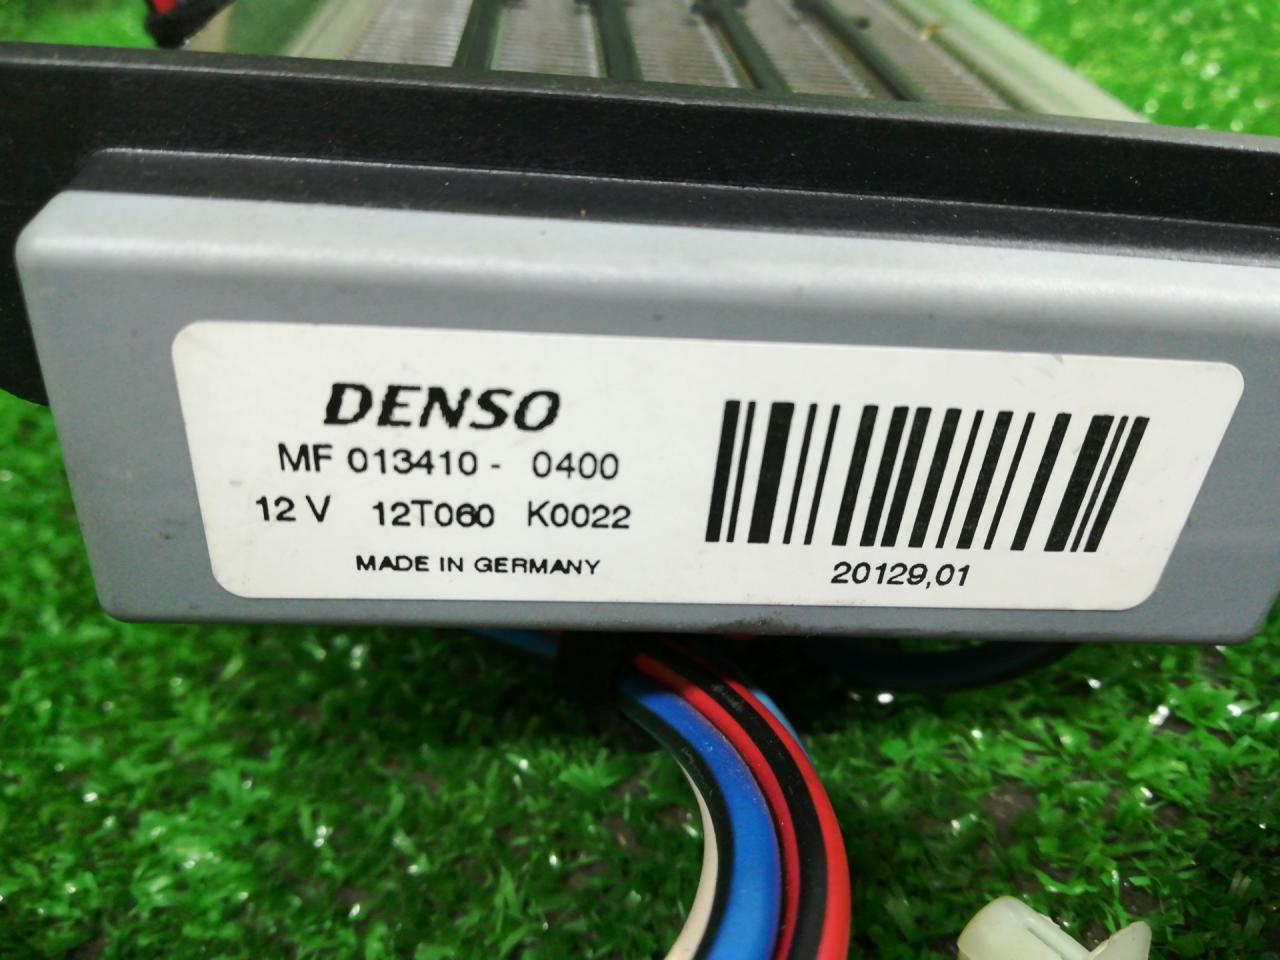 DENSO
MF 013410 - 0400
12 V 12T060 K0022
MADE IN GERMANY
20129,01